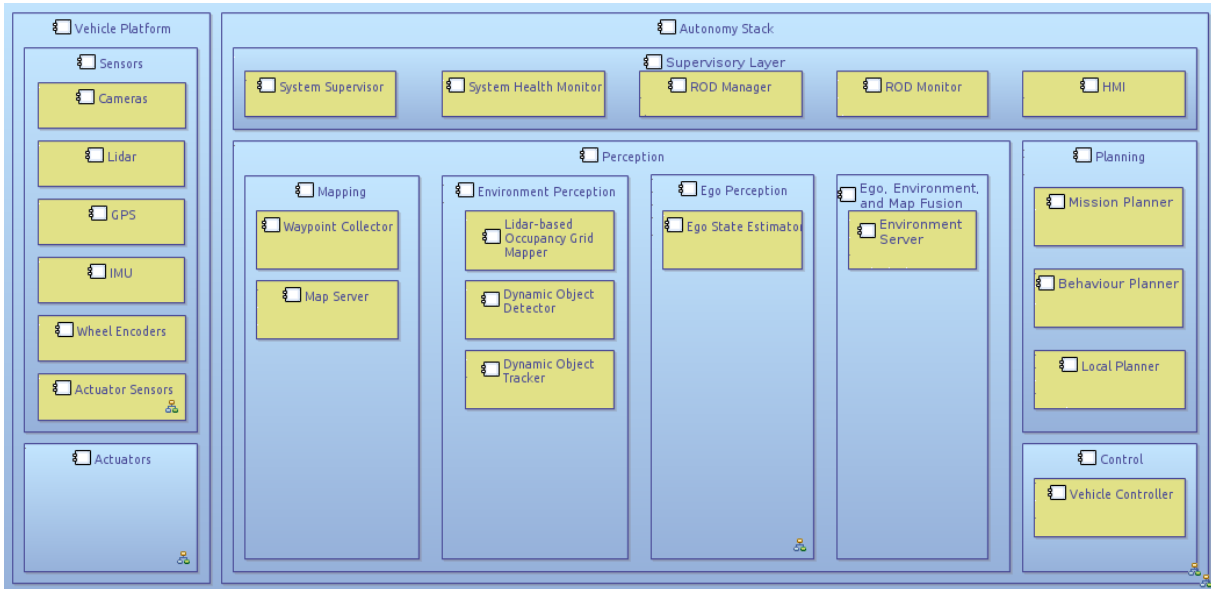 Vehicle Platform
Sensors
Cameras
Lidar
GPS
IMU
Wheel Encoders
Actuator Sensors
Actuators
Autonomy Stack
Supervisory Layer
System Supervisor
System Health Monitor
ROD Manager
ROD Monitor
HMI
Perception
Mapping
Waypoint Collector
Map Server
Environment Perception
Lidar-based
Occupancy Grid
Mapper
Dynamic Object
Detector
Dynamic Object
Tracker
Ego Perception
Ego State Estimator
Ego, Environment,
and Map Fusion
Environment
Server
Planning
Mission Planner
Behaviour Planner
Local Planner
Control
Vehicle Controller